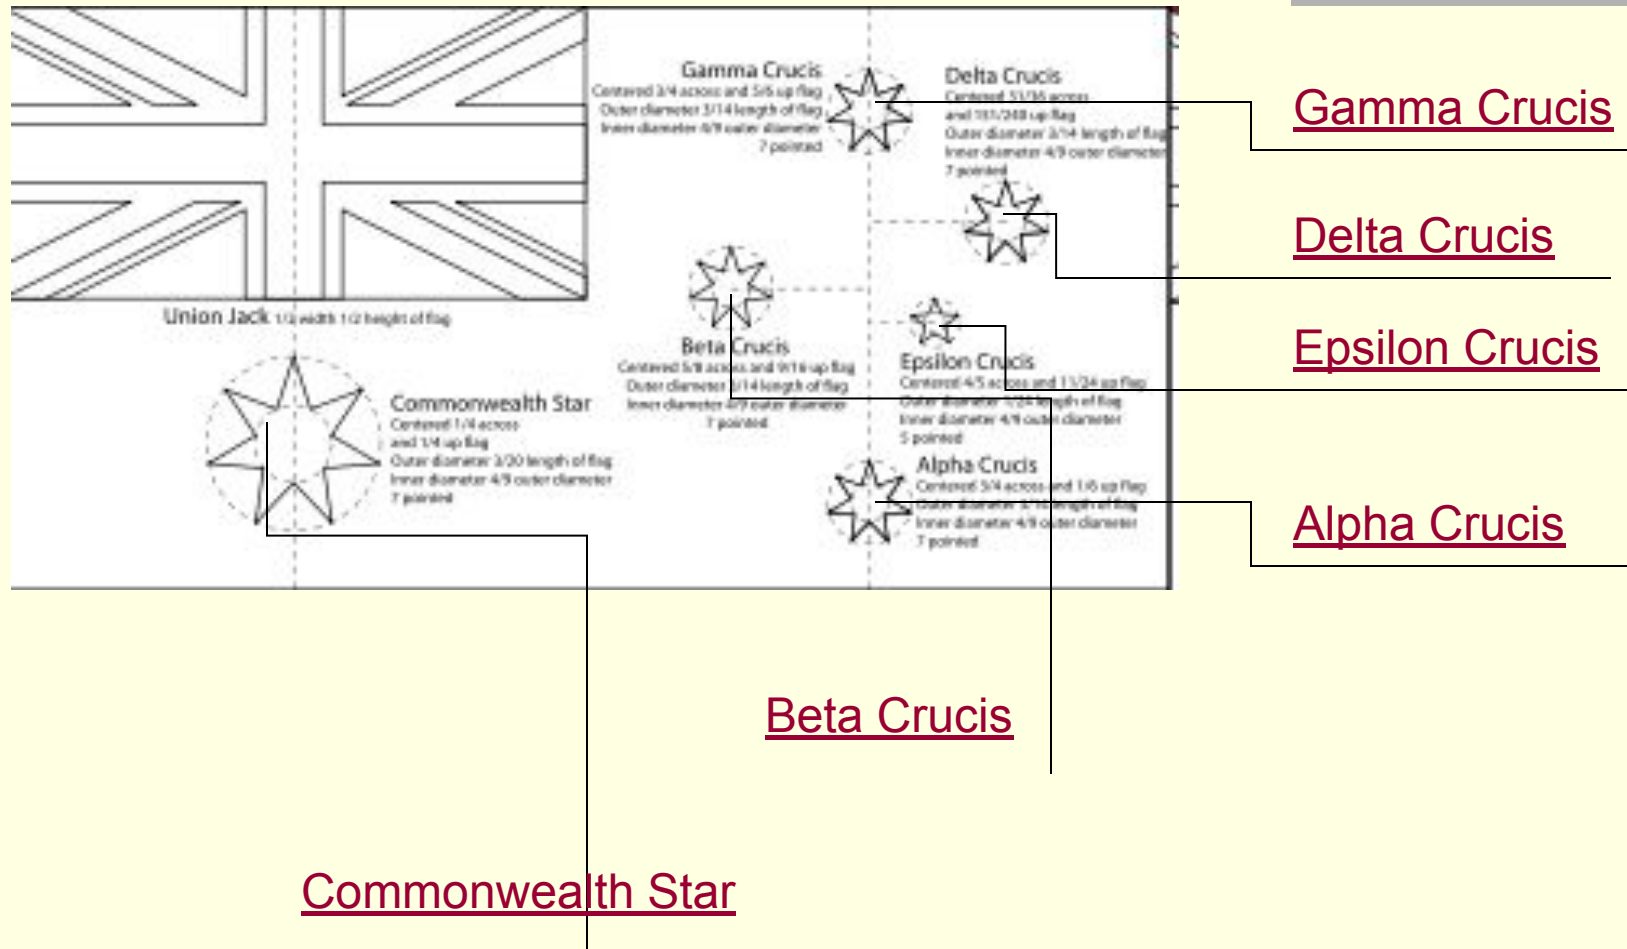 Gamma Crucis
Centered 3/4 across and 5/6 up flag
Outer diameter 3/14 length of flag
Inner diameter 4/9 outer diameter
7 pointed
Delta Crucis
Centered 31/36 across
and 151/240 up flag
Outer diameter 3/14 length of flag
Inner diameter 4/9 outer diameter
7 pointed
Union Jack 1/2 width 1/2 height of flag
Beta Crucis
Centered 5/8 across and 9/16 up flag
Outer diameter 1/14 length of flag
Inner diameter 4/9 outer diameter
7 pointed
Epsilon Crucis
Centered 4/5 across and 11/24 up flag
Outer diameter 1/24 length of flag
Inner diameter 4/9 outer diameter
5 pointed
Commonwealth Star
Centered 1/4 across
and 1/4 up flag
Outer diameter 3/20 length of flag
Inner diameter 4/9 outer diameter
7 pointed
Alpha Crucis
Centered 3/4 across and 1/6 up flag
Outer diameter length of flag
Inner diameter 4/9 outer diameter
7 pointed
Gamma Crucis
Delta Crucis
Epsilon Crucis
Alpha Crucis
Beta Crucis
Commonwealth Star